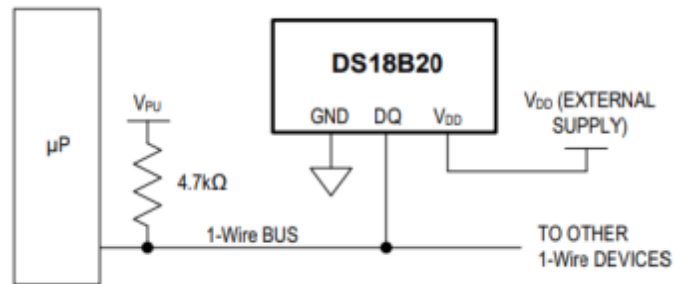 DS18B20
GND DQ VDD
VDD (EXTERNAL
SUPPLY)
VPU
µP
4.7kΩ
1-Wire BUS
TO OTHER
1-Wire DEVICES